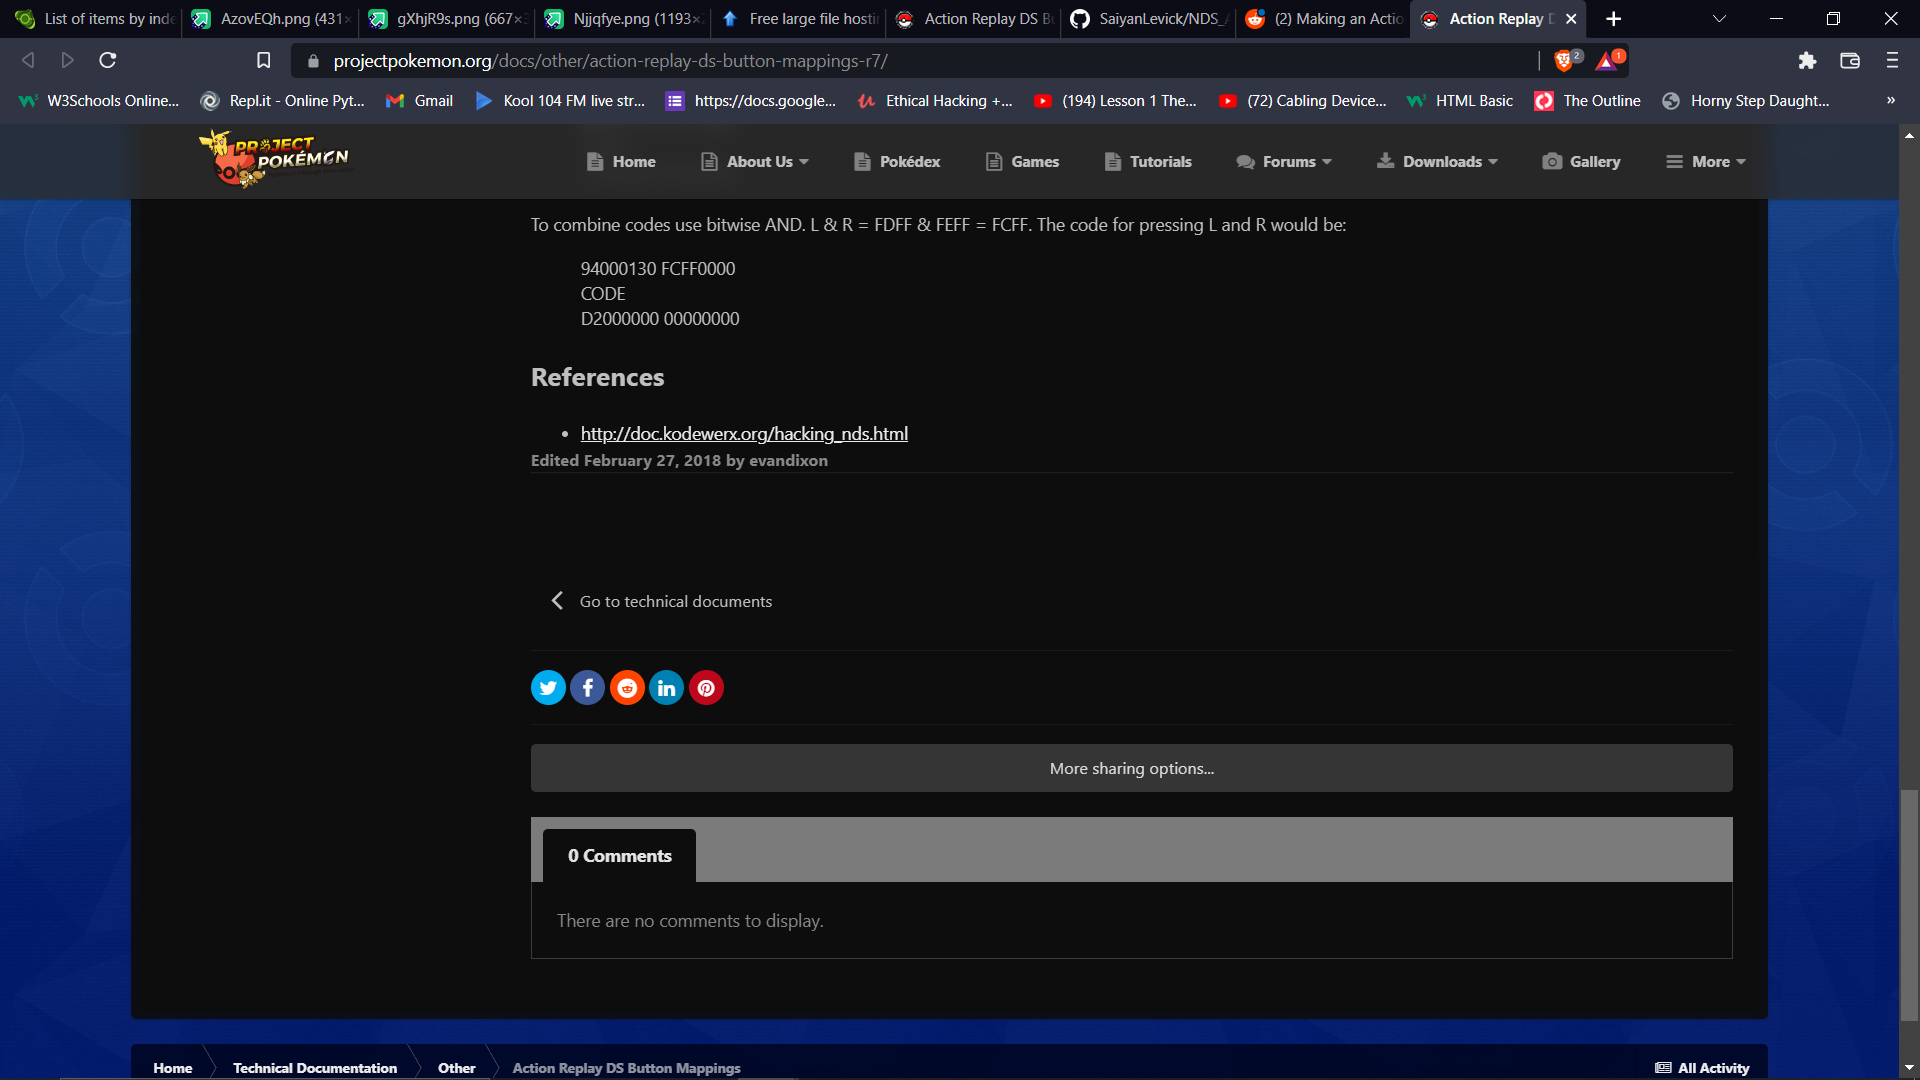 List of items by inde
AzovEQh.png (431×
gXhjR9s.png (667×3
Njjqfye.png (1193×2
Free large file hostin
Action Replay DS Bu
SaiyanLevick/NDS_A
(2) Making an Actio
Action Replay D
projectpokemon.org/docs/other/action-replay-ds-button-mappings-r7/
2
1
W3Schools Online...
Repl.it - Online Pyt...
Gmail
Kool 104 FM live str...
https://docs.google...
Ethical Hacking +...
(194) Lesson 1 The...
(72) Cabling Device...
HTML Basic
The Outline
Horny Step Daught...
»
PROJECT
POKÉMON
Home
About Us
Pokédex
Games
Tutorials
Forums
Downloads
Gallery
More
To combine codes use bitwise AND. L & R = FDFF & FEFF = FCFF. The code for pressing L and R would be:
94000130 FCFF0000
CODE
D2000000 00000000
References
• http://doc.kodewerx.org/hacking_nds.html
Edited February 27, 2018 by evandixon
Go to technical documents
More sharing options...
0 Comments
There are no comments to display.
Home
Technical Documentation
Other
Action Replay DS Button Mappings
All Activity